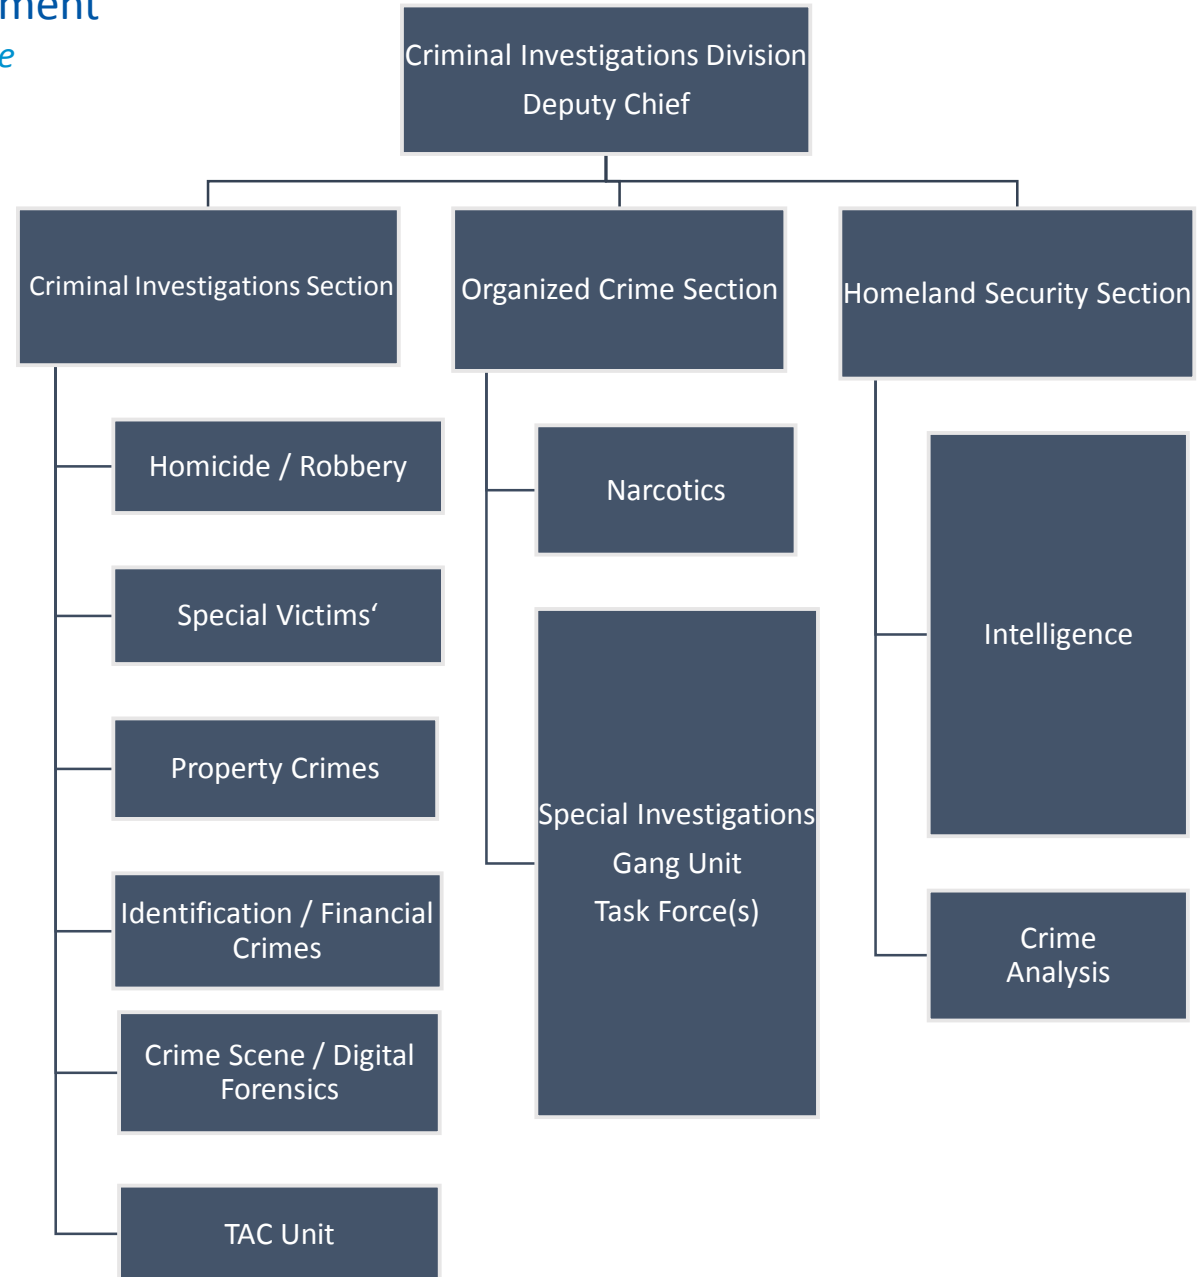 ment
e
Criminal Investigations Division
Deputy Chief
Criminal Investigations Section
Organized Crime Section
Homeland Security Section
Homicide / Robbery
Special Victims‘
Property Crimes
Identification / Financial
Crimes
Crime Scene / Digital
Forensics
TAC Unit
Narcotics
Special Investigations
Gang Unit
Task Force(s)
Intelligence
Crime
Analysis